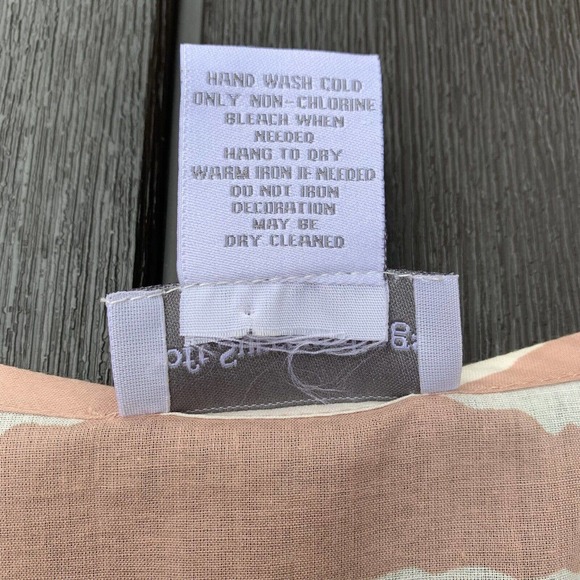 HAND WASH COLD
ONLY NON-CHLORINE
BLEACH WHEN
NEEDED
HANG TO DRY
WARM IRON IF NEEDED
DO NOT IRON
DECORATION
MAY BE
DRY CLEANED